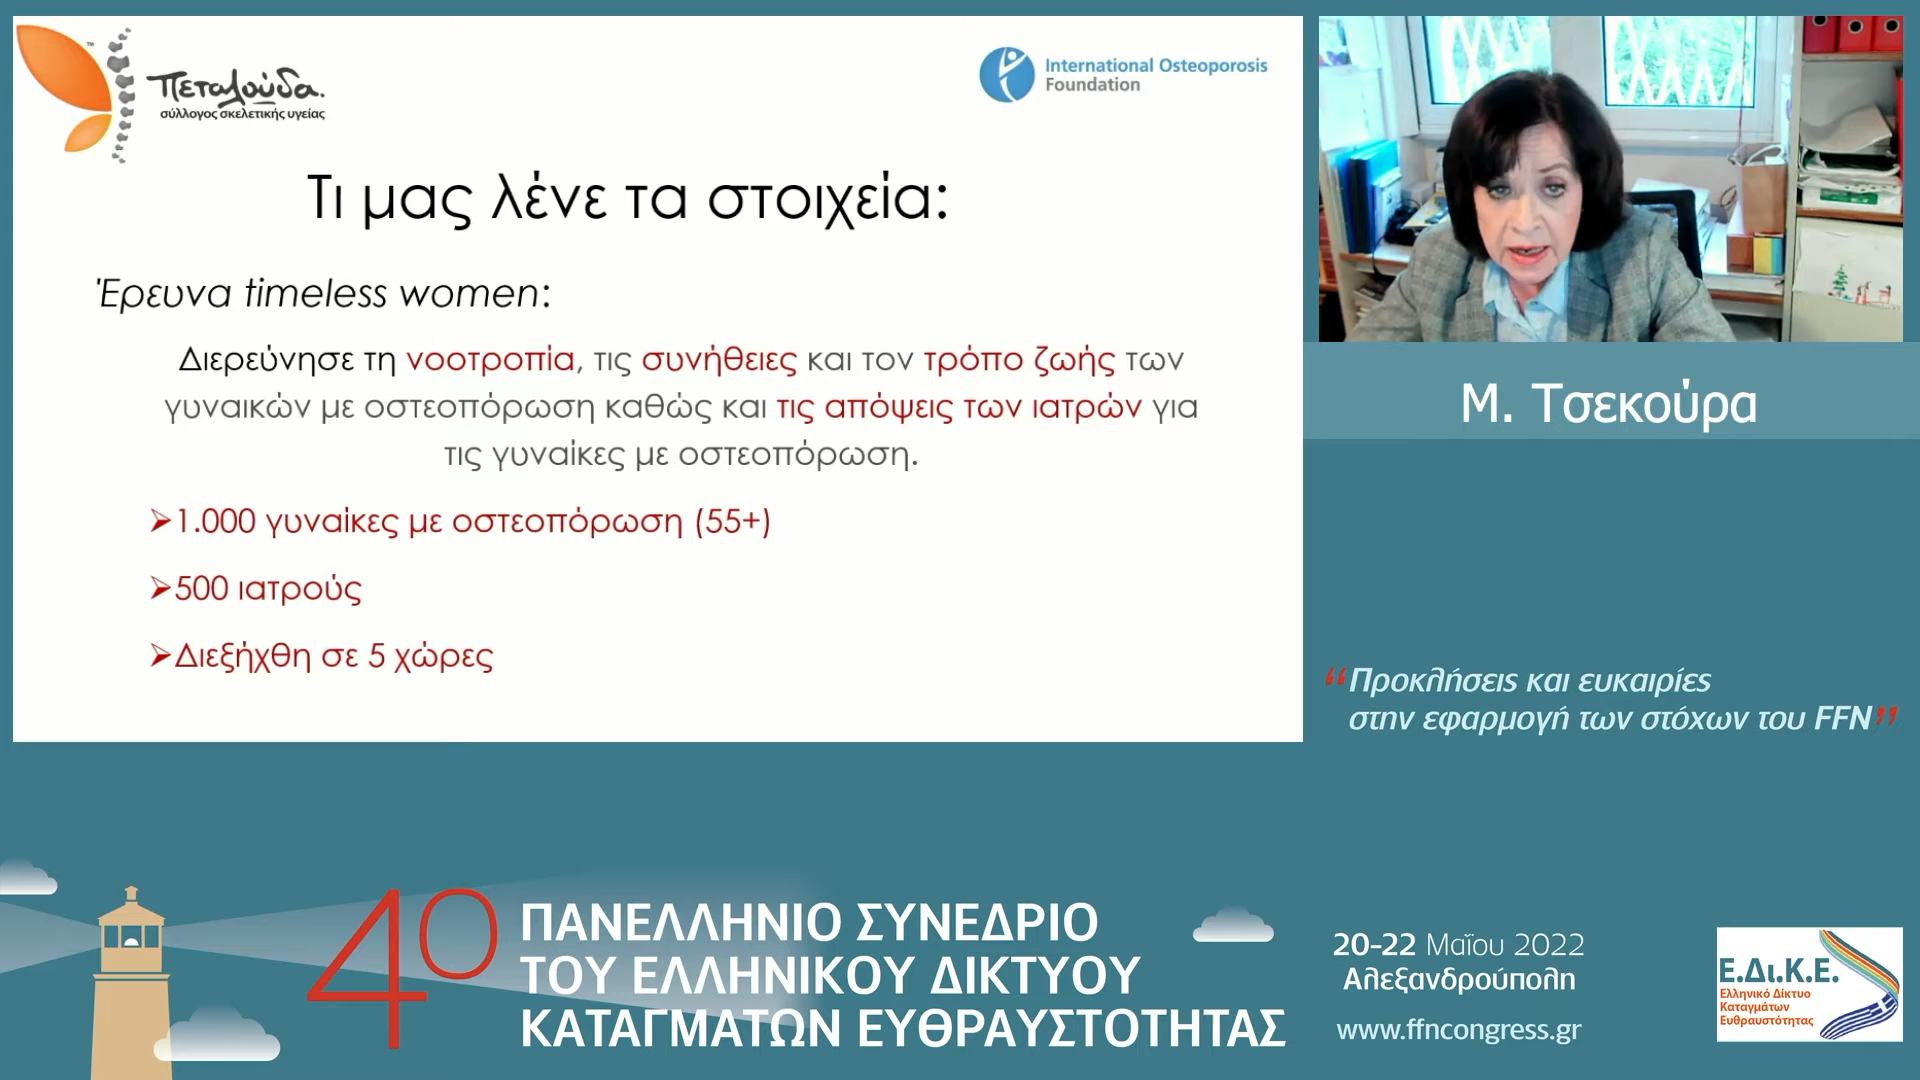 Πεταλούδα.
σύλλογος σκελετικής υγείας
International Osteoporosis
Foundation
Τι μας λένε τα στοιχεία:
Έρευνα timeless women:
Διερεύνησε τη νοοτροπία, τις συνήθειες και τον τρόπο ζωής των
γυναικών με οστεοπόρωση καθώς και τις απόψεις των ιατρών για
τις γυναίκες με οστεοπόρωση.
➢1.000 γυναίκες με οστεοπόρωση (55+)
➢500 ιατρούς
➢Διεξήχθη σε 5 χώρες
Μ. Τσεκούρα
“Προκλήσεις και ευκαιρίες
στην εφαρμογή των στόχων του FFN”
4ο
ΠΑΝΕΛΛΗΝΙΟ ΣΥΝΕΔΡΙΟ
ΤΟΥ ΕΛΛΗΝΙΚΟΥ ΔΙΚΤΥΟΥ
ΚΑΤΑΓΜΑΤΩΝ ΕΥΘΡΑΥΣΤΟΤΗΤΑΣ
20-22 Μαΐου 2022
Αλεξανδρούπολη
www.ffncongress.gr
Ε.Δι.Κ.Ε.
Ελληνικό Δίκτυο
Καταγμάτων
Ευθραυστότητας